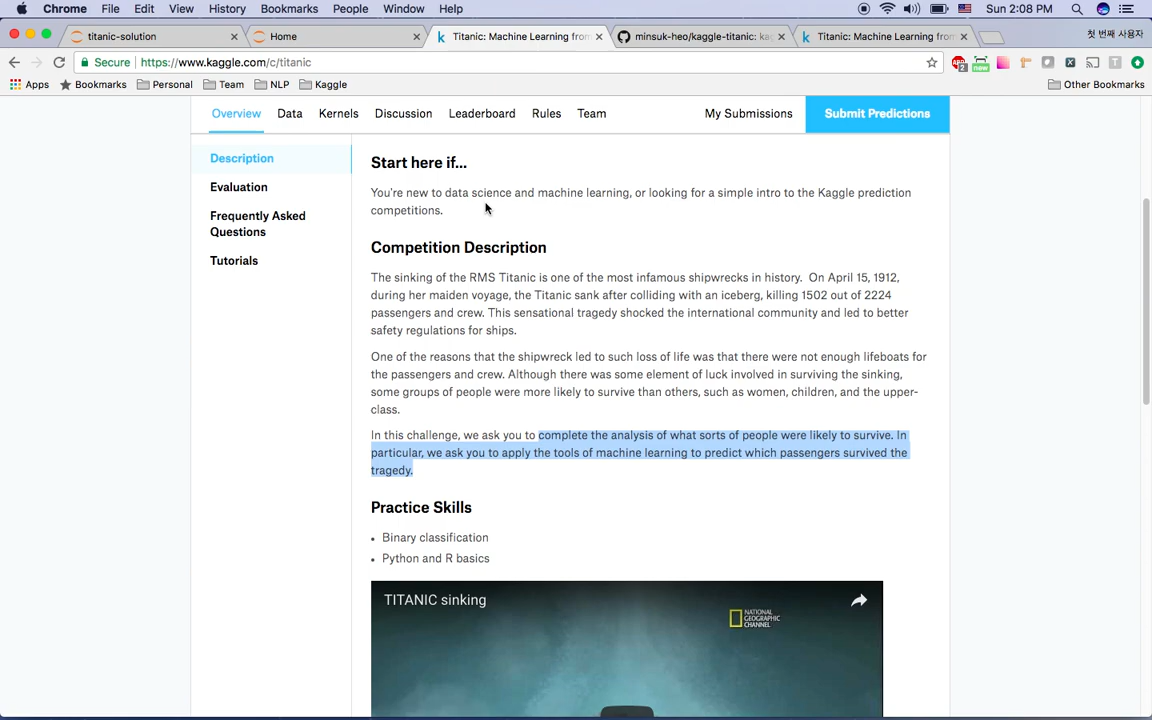 Chrome File Edit View History Bookmarks People Window Help Sun 2:08 PM
titanic-solution Home Titanic: Machine Learning from minsuk-heo/kaggle-titanic: Titanic: Machine Learning from 첫 번째 사용자
Secure https://www.kaggle.com/c/titanic
new 2
Apps Bookmarks Personal Team NLP Kaggle Other Bookmarks
Overview Data Kernels Discussion Leaderboard Rules Team My Submissions Submit Predictions
Description
Evaluation
Frequently Asked
Questions
Tutorials
Start here if...
You're new to data science and machine learning, or looking for a simple intro to the Kaggle prediction
competitions.
Competition Description
The sinking of the RMS Titanic is one of the most infamous shipwrecks in history. On April 15, 1912,
during her maiden voyage, the Titanic sank after colliding with an iceberg, killing 1502 out of 2224
passengers and crew. This sensational tragedy shocked the international community and led to better
safety regulations for ships.
One of the reasons that the shipwreck led to such loss of life was that there were not enough lifeboats for
the passengers and crew. Although there was some element of luck involved in surviving the sinking,
some groups of people were more likely to survive than others, such as women, children, and the upper-
class.
In this challenge, we ask you to complete the analysis of what sorts of people were likely to survive. In
particular, we ask you to apply the tools of machine learning to predict which passengers survived the
tragedy.
Practice Skills
• Binary classification
• Python and R basics
TITANIC sinking
NATIONAL
GEOGRAPHIC
CHANNEL